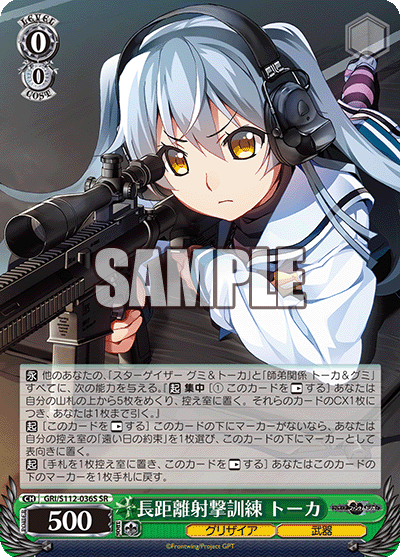 LEVEL
0
0
COST
SAMPLE
永 他のあなたの、「スターゲイザー グミ＆トーカ」と「師弟関係 トーカ＆グミ」
すべてに、次の能力を与える。『起 集中 [① このカードを する] あなたは
自分の山札の上から5枚をめくり、控え室に置く。それらのカードのCX1枚に
つき、あなたは1枚まで引く。』
起 [このカードを する] このカードの下にマーカーがないなら、あなたは
自分の控え室の「遠い日の約束」を1枚選び、このカードの下にマーカーとして
表向きに置く。
起 [手札を1枚控え室に置き、このカードを する] あなたはこのカードの下の
マーカーを1枚手札に戻す。
CH GRI/S112-036S SR
500
長距離射撃訓練 トーカ
グリザイア
武器
©Frontwing/Project GPT